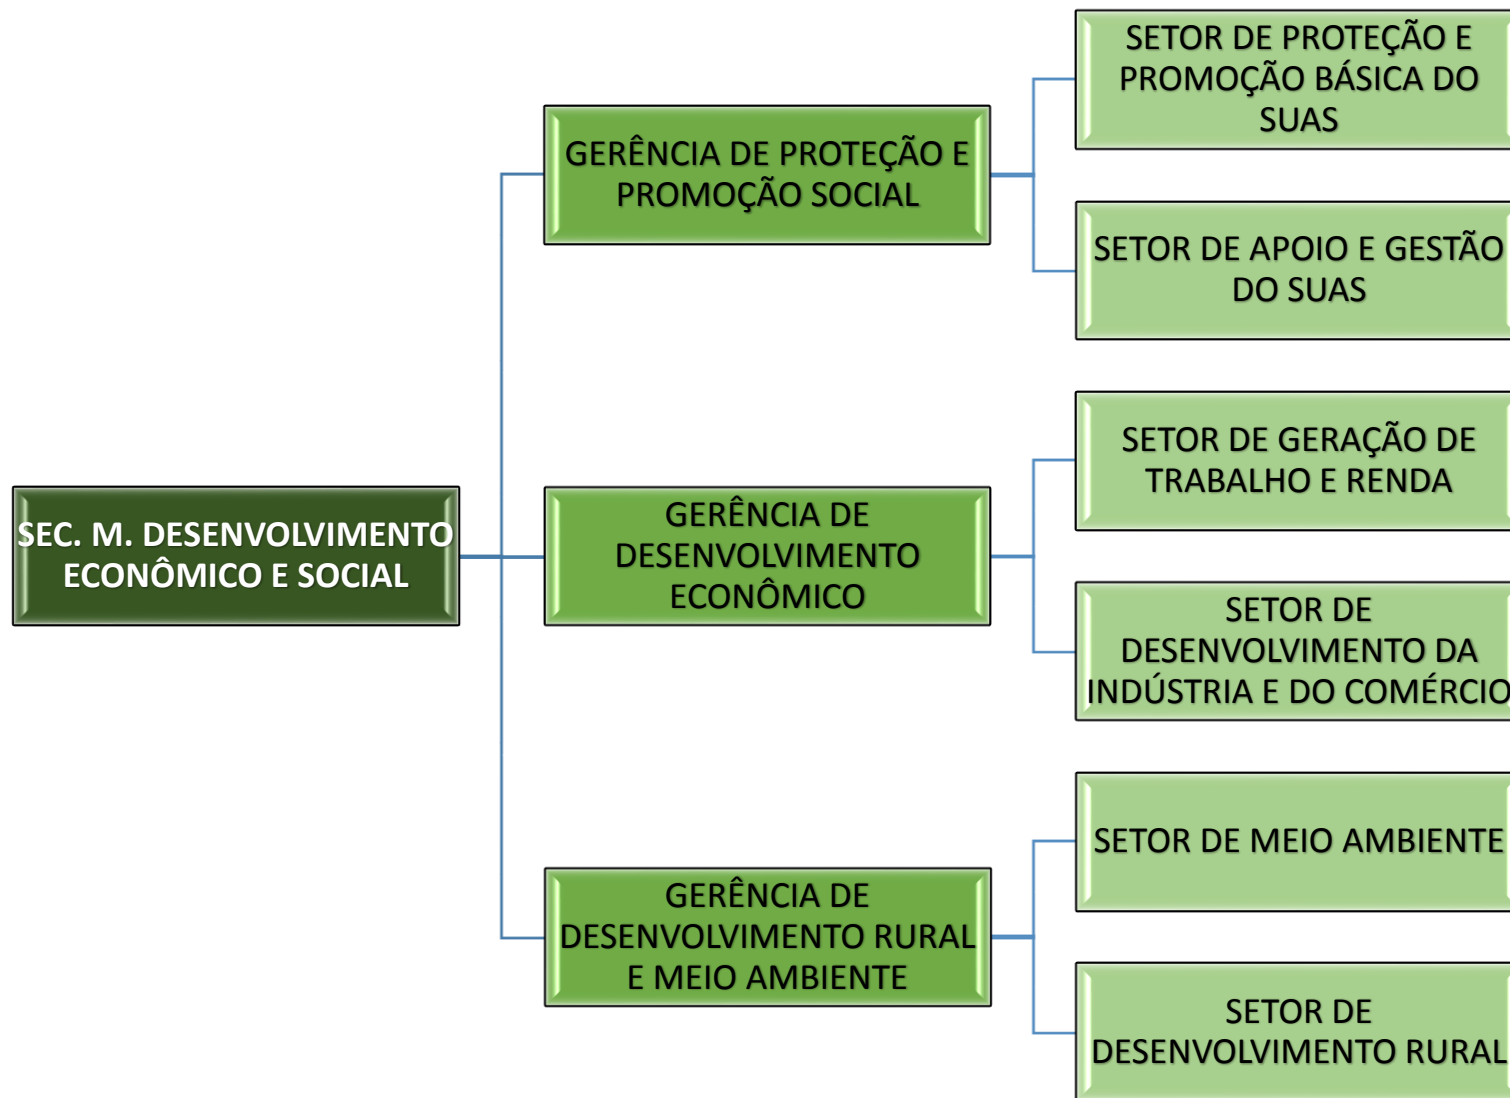 SETOR DE PROTEÇÃO E
PROMOÇÃO BÁSICA DO
SUAS
GERÊNCIA DE PROTEÇÃO E
PROMOÇÃO SOCIAL
SETOR DE APOIO E GESTÃO
DO SUAS
SETOR DE GERAÇÃO DE
TRABALHO E RENDA
SEC. M. DESENVOLVIMENTO
ECONÔMICO E SOCIAL
GERÊNCIA DE
DESENVOLVIMENTO
ECONÔMICO
SETOR DE
DESENVOLVIMENTO DA
INDÚSTRIA E DO COMÉRCIO
SETOR DE MEIO AMBIENTE
GERÊNCIA DE
DESENVOLVIMENTO RURAL
E MEIO AMBIENTE
SETOR DE
DESENVOLVIMENTO RURAL